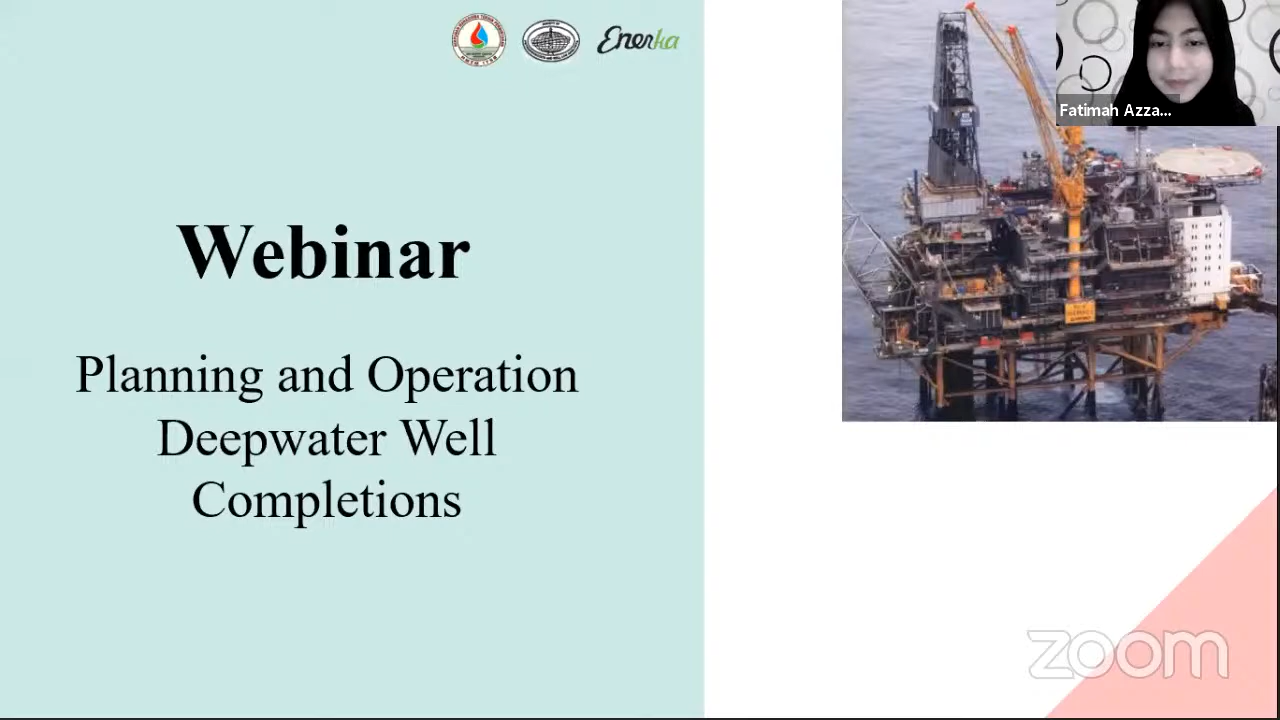 Enerka
Fatimah Azza...
Webinar
Planning and Operation
Deepwater Well
Completions
zoom